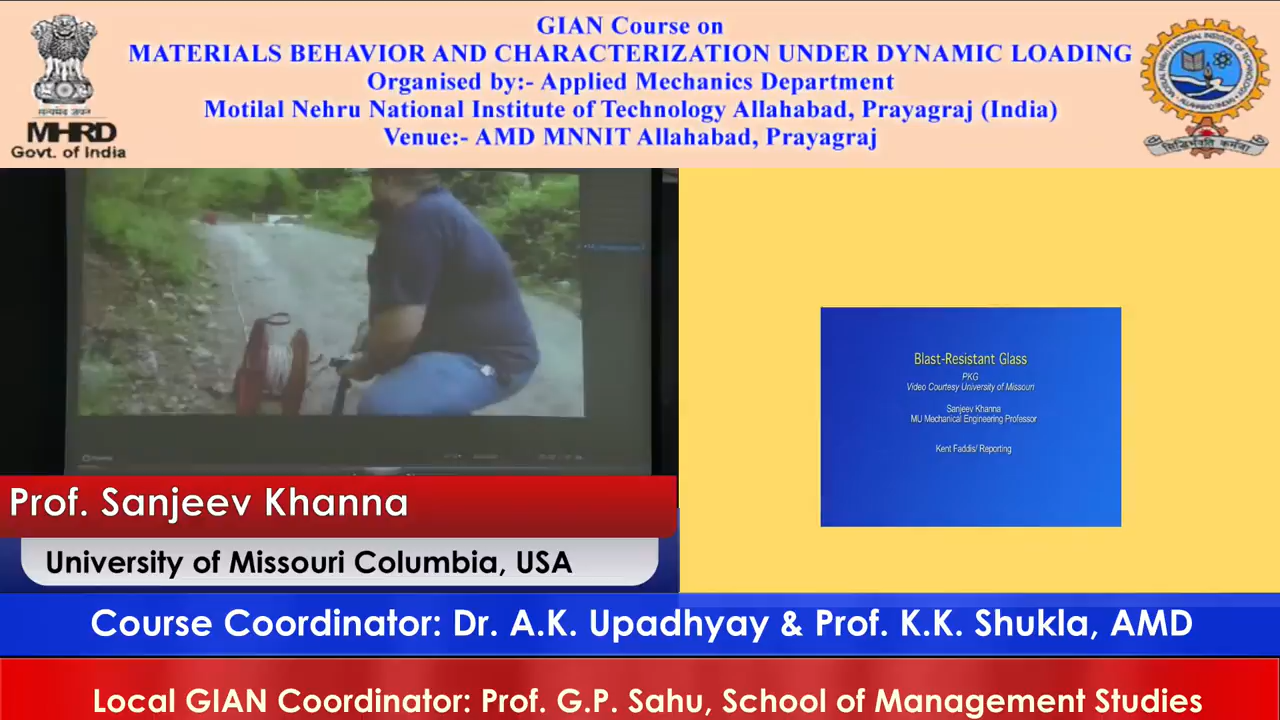 GIAN Course on
MATERIALS BEHAVIOR AND CHARACTERIZATION UNDER DYNAMIC LOADING
Organised by:- Applied Mechanics Department
Motilal Nehru National Institute of Technology Allahabad, Prayagraj (India)
Venue:- AMD MNNIT Allahabad, Prayagraj
सत्यमेव जयते
MHRD
Govt. of India
Blast-Resistant Glass
PKG
Video Courtesy University of Missouri
Sanjeev Khanna
MU Mechanical Engineering Professor
Kent Faddis/ Reporting
Prof. Sanjeev Khanna
University of Missouri Columbia, USA
Course Coordinator: Dr. A.K. Upadhyay & Prof. K.K. Shukla, AMD
Local GIAN Coordinator: Prof. G.P. Sahu, School of Management Studies